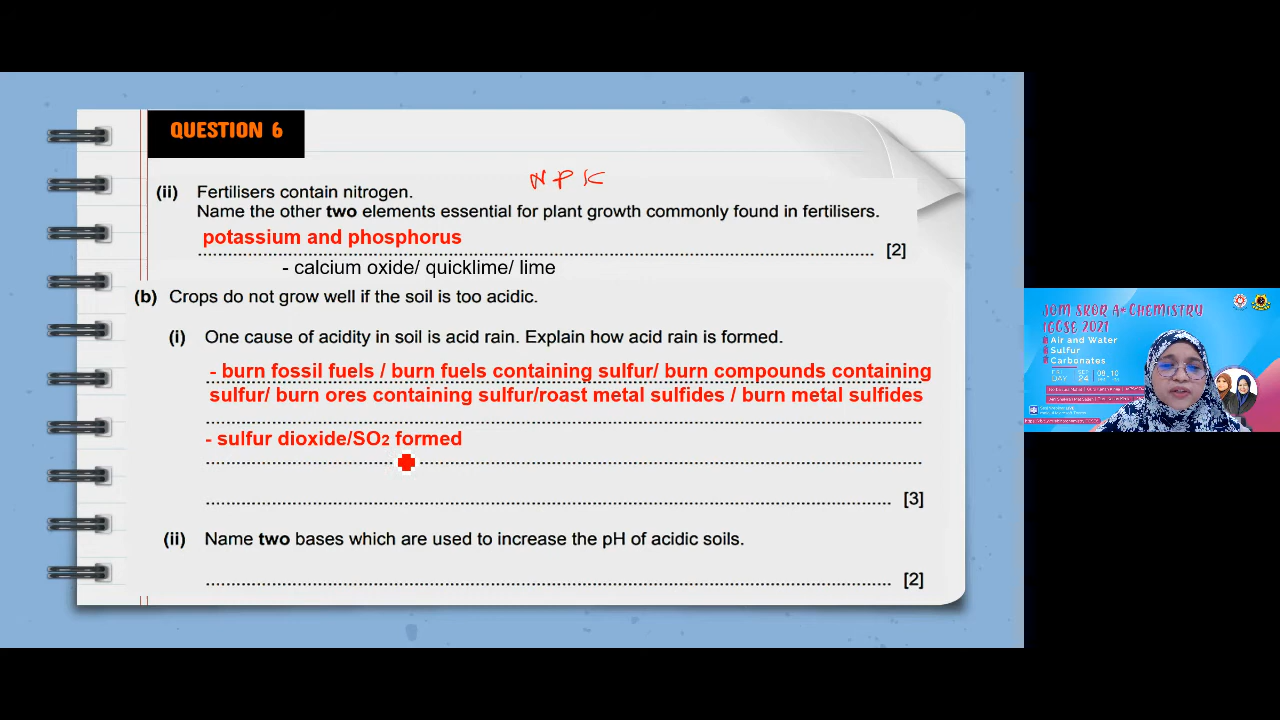 QUESTION 6
N P K
(ii) Fertilisers contain nitrogen.
Name the other two elements essential for plant growth commonly found in fertilisers.
potassium and phosphorus
[2]
- calcium oxide/ quicklime/ lime
(b) Crops do not grow well if the soil is too acidic.
(i) One cause of acidity in soil is acid rain. Explain how acid rain is formed.
- burn fossil fuels / burn fuels containing sulfur/ burn compounds containing
sulfur/ burn ores containing sulfur/roast metal sulfides / burn metal sulfides
- sulfur dioxide/SO2 formed
[3]
(ii) Name two bases which are used to increase the pH of acidic soils.
[2]
JOM SKOR A* CHEMISTRY
IGCSE 2021
Air and Water
Sulfur
Carbonates
FRI
DAY
SEP
24
08_10